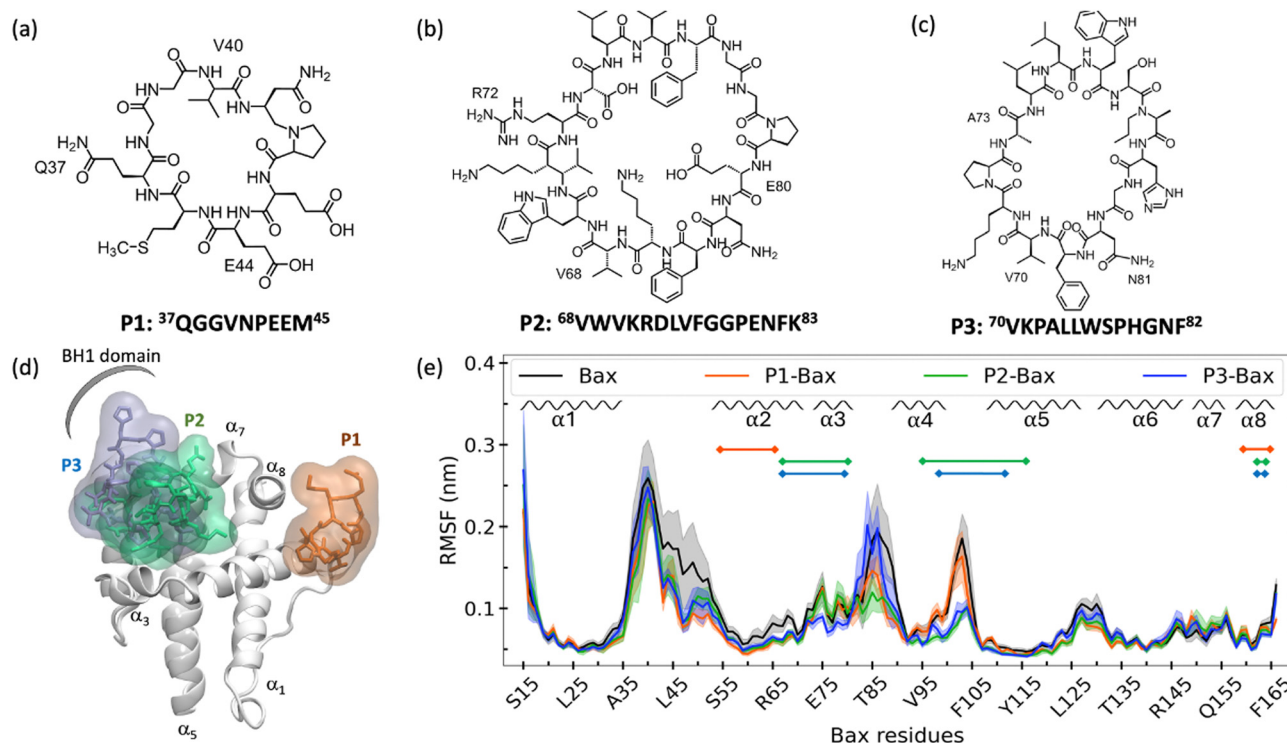 (a)
V40
NH₂
O
Q37
H₃C-S
E44
OH
P1: ³⁷QGGVNPEEM⁴⁵
(b)
R72
V68
E80
P2: ⁶⁸VWVKRDLVFGGPENFK⁸³
(c)
A73
V70
N81
P3: ⁷⁰VKPALLWSPHGNF⁸²
(d)
BH1 domain
P2
P1
P3
α₇
α₈
α₃
α₁
α₅
(e)
0.4
0.3
0.2
0.1
RMSF (nm)
Bax
P1-Bax
P2-Bax
P3-Bax
α1
α2
α3
α4
α5
α6
α7
α8
S15
L25
A35
L45
S55
R65
E75
T85
V95
F105
Y115
L125
T135
R145
Q155
F165
Bax residues